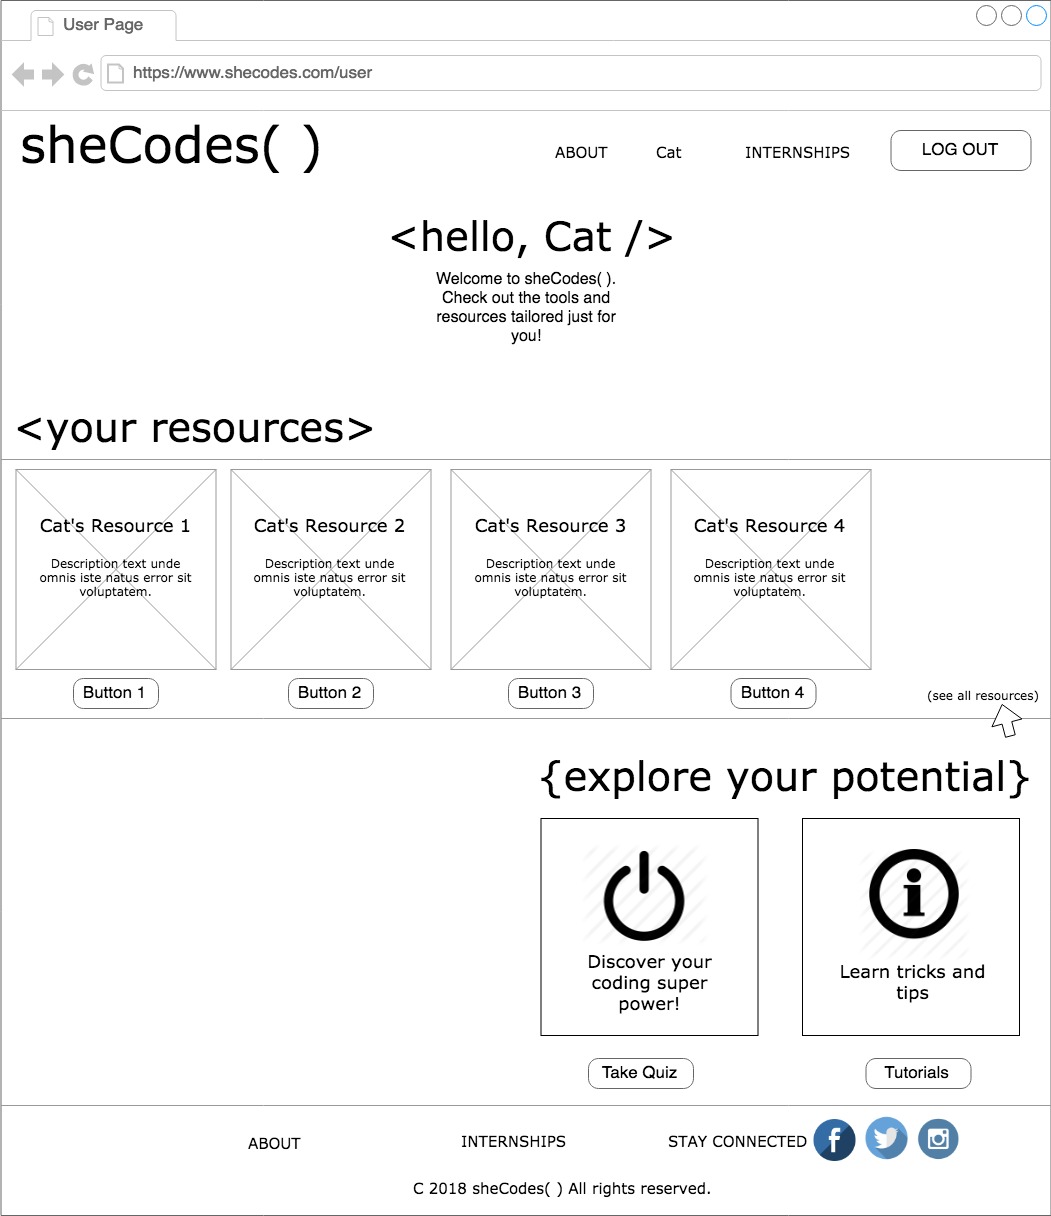 User Page
https://www.shecodes.com/user
sheCodes( )
ABOUT
Cat
INTERNSHIPS
LOG OUT
<hello, Cat />
Welcome to sheCodes( ).
Check out the tools and
resources tailored just for
you!
<your resources>
Cat's Resource 1
Description text unde
omnis iste natus error sit
voluptatem.
Button 1
Cat's Resource 2
Description text unde
omnis iste natus error sit
voluptatem.
Button 2
Cat's Resource 3
Description text unde
omnis iste natus error sit
voluptatem.
Button 3
Cat's Resource 4
Description text unde
omnis iste natus error sit
voluptatem.
Button 4
(see all resources)
{explore your potential}
Discover your
coding super
power!
Take Quiz
Learn tricks and
tips
Tutorials
ABOUT
INTERNSHIPS
STAY CONNECTED
C 2018 sheCodes( ) All rights reserved.